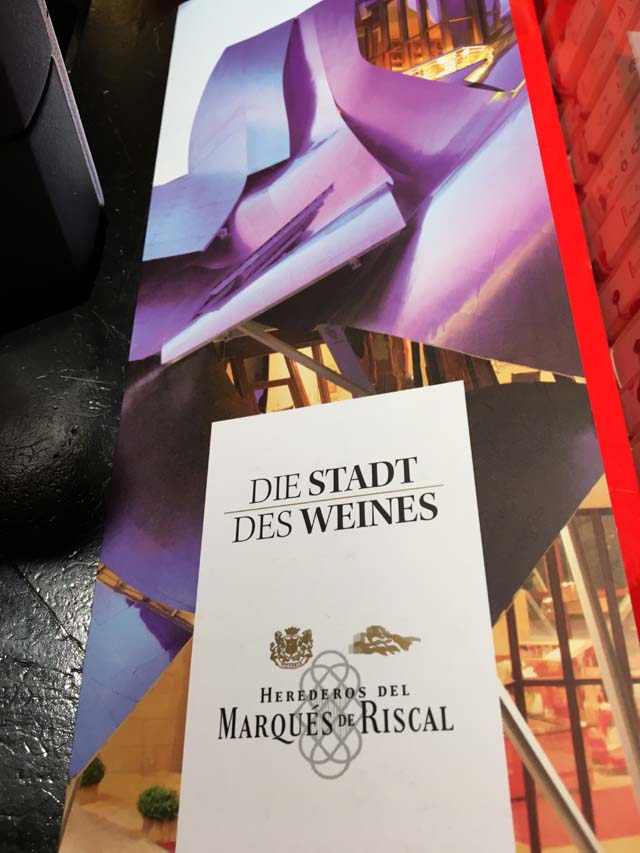 DIE STADT
DES WEINES
HEREDEROS DEL
MARQUÉS DE RISCAL